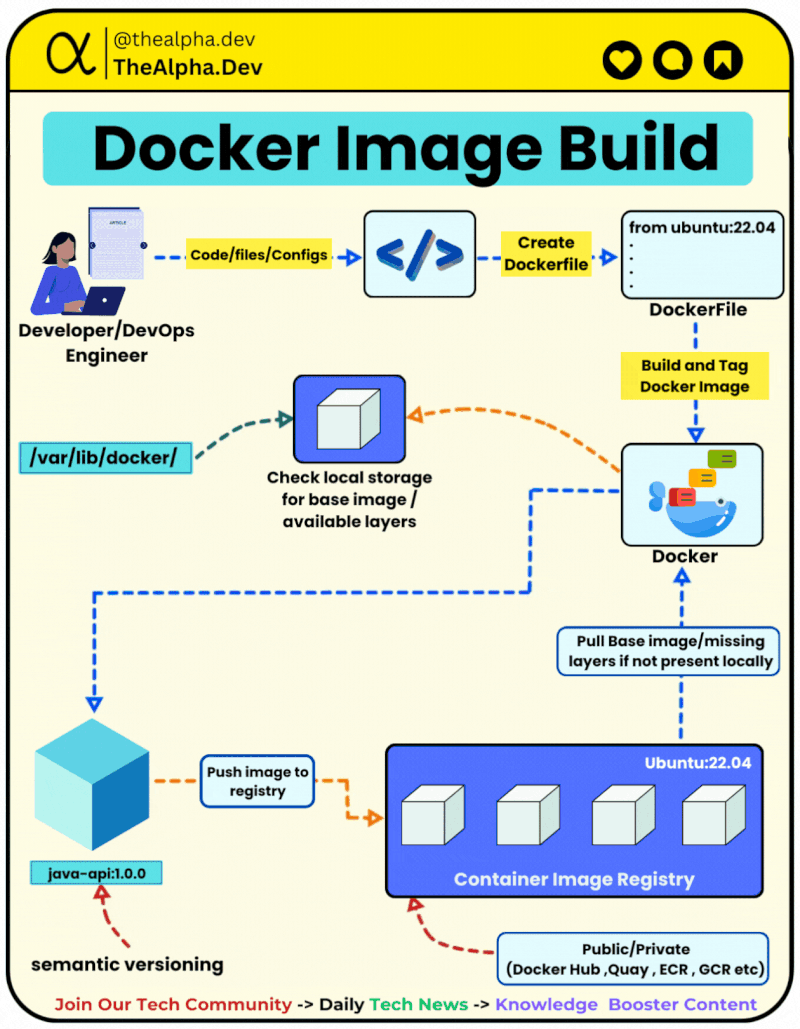 @thealpha.dev
TheAlpha.Dev
Docker Image Build
ARTICLE
Code/files/Configs
</>
Create
Dockerfile
from ubuntu:22.04
.
.
.
.
DockerFile
Developer/DevOps
Engineer
Build and Tag
Docker Image
/var/lib/docker/
Check local storage
for base image /
available layers
Docker
Pull Base image/missing
layers if not present locally
Push image to
registry
Ubuntu:22.04
Container Image Registry
java-api:1.0.0
semantic versioning
Public/Private
(Docker Hub ,Quay , ECR , GCR etc)
Join Our Tech Community -> Daily Tech News -> Knowledge Booster Content